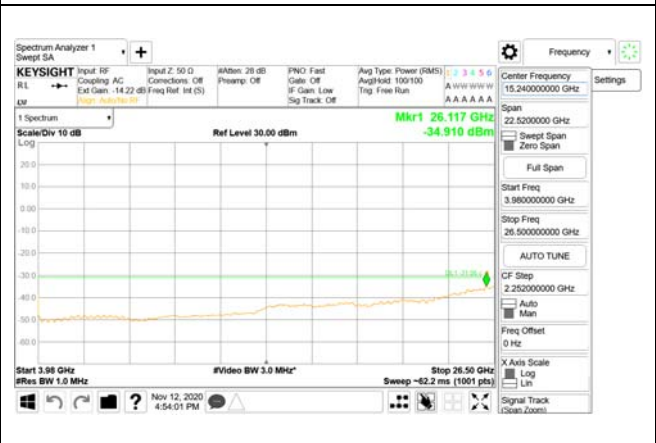 Spectrum Analyzer 1
Swept SA
+
Frequency
KEYSIGHT
RL
Input: RF
Coupling: AC
Ext Gain: -14.22 dB
Align: Auto/No RF
Input Z: 50 Ω
Corrections: Off
Freq Ref: Int (S)
#Atten: 28 dB
Preamp: Off
PNO: Fast
Gate: Off
IF Gain: Low
Sig Track: Off
Avg Type: Power (RMS)
Avg|Hold: 100/100
Trig: Free Run
1 2 3 4 5 6
A W W W W W
A A A A A A
1 Spectrum
Scale/Div 10 dB
Log
Ref Level 30.00 dBm
Mkr1 26.117 GHz
-34.910 dBm
20.0
10.0
0.00
-10.0
-20.0
-30.0
-40.0
-50.0
-60.0
Start 3.98 GHz
#Res BW 1.0 MHz
#Video BW 3.0 MHz*
Stop 26.50 GHz
Sweep ~62.2 ms (1001 pts)
Center Frequency
15.240000000 GHz
Settings
Span
22.5200000 GHz
Swept Span
Zero Span
Full Span
Start Freq
3.980000000 GHz
Stop Freq
26.500000000 GHz
AUTO TUNE
CF Step
2.252000000 GHz
Auto
Man
Freq Offset
0 Hz
X Axis Scale
Log
Lin
Signal Track
(Span Zoom)
?
Nov 12, 2020
4:54:01 PM